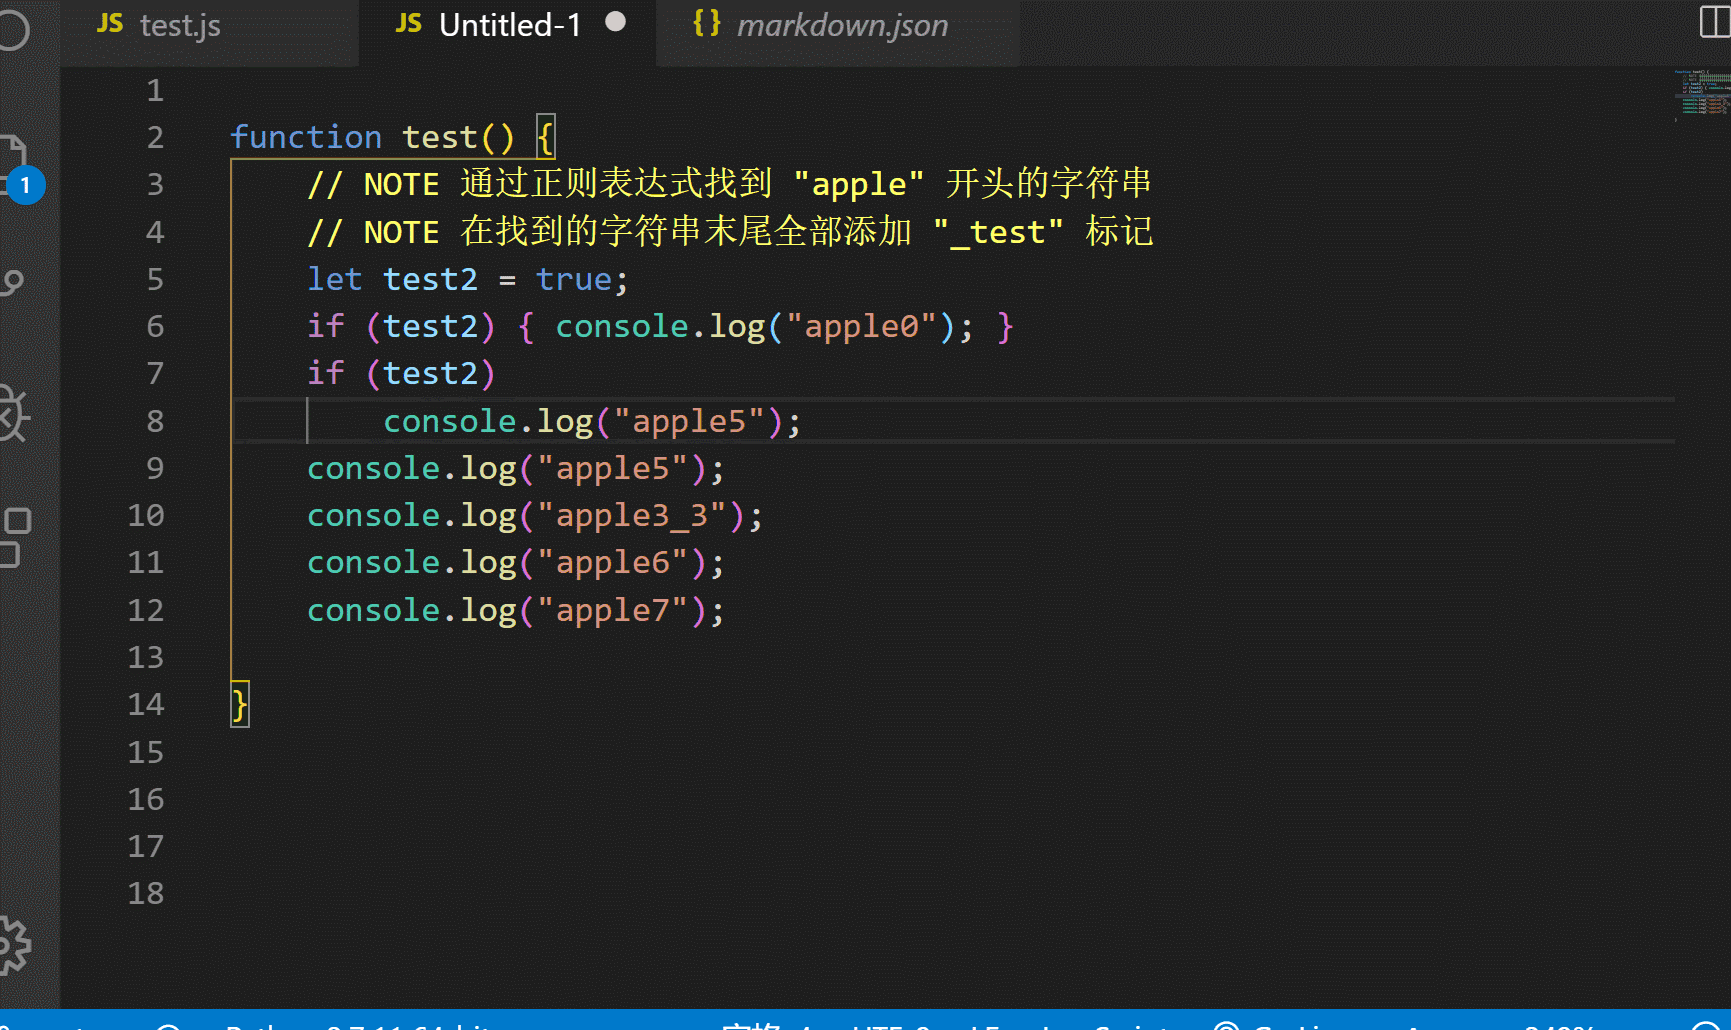 JS test.js JS Untitled-1 {} markdown.json
1
2 function test() {
3 // NOTE 通过正则表达式找到 "apple" 开头的字符串
4 // NOTE 在找到的字符串末尾全部添加 "_test" 标记
5 let test2 = true;
6 if (test2) { console.log("apple0"); }
7 if (test2)
8 console.log("apple5");
9 console.log("apple5");
10 console.log("apple3_3");
11 console.log("apple6");
12 console.log("apple7");
13
14 }
15
16
17
18
1